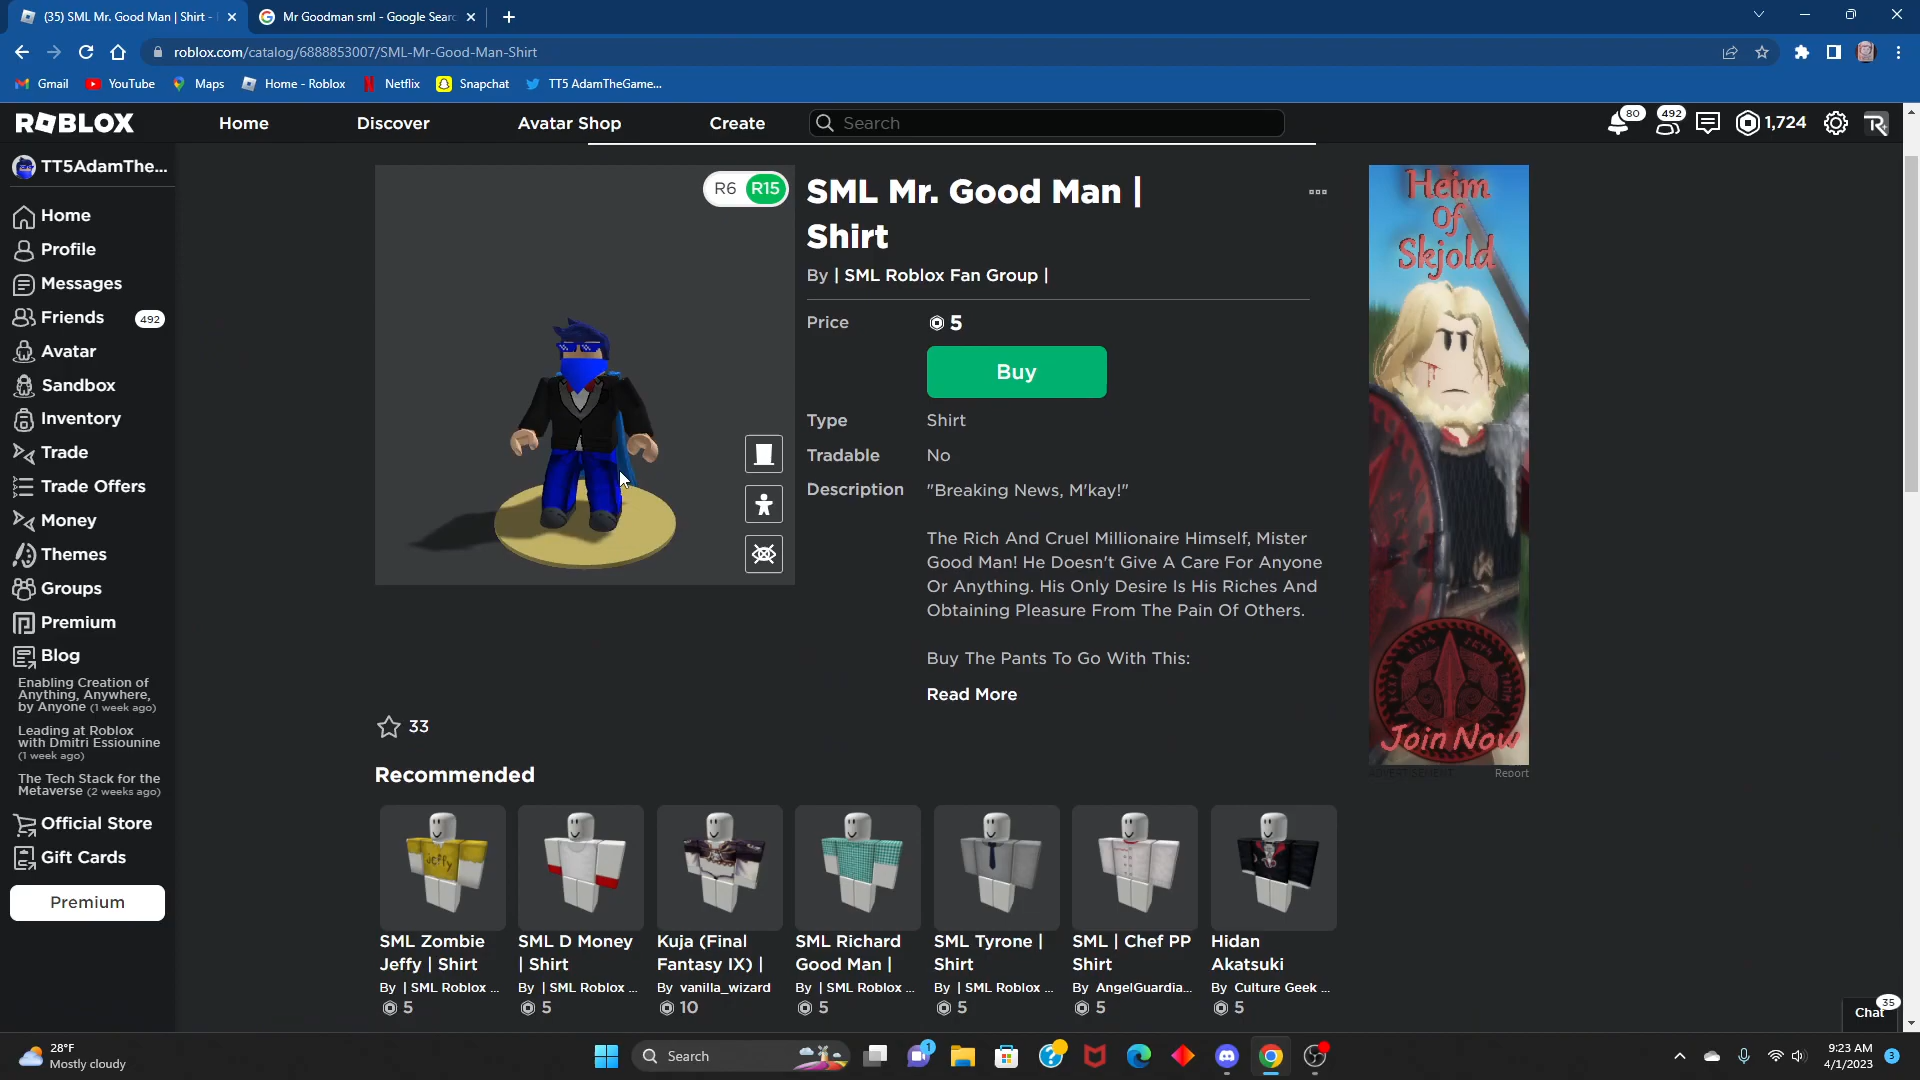 (35) SML Mr. Good Man | Shirt -
Mr Goodman sml - Google Searc
roblox.com/catalog/6888853007/SML-Mr-Good-Man-Shirt
Gmail
YouTube
Maps
Home - Roblox
Netflix
Snapchat
TT5 AdamTheGame...
ROBLOX
Home
Discover
Avatar Shop
Create
Search
80
492
1,724
TT5AdamThe...
Home
Profile
Messages
Friends
492
Avatar
Sandbox
Inventory
Trade
Trade Offers
Money
Themes
Groups
Premium
Blog
Enabling Creation of
Anything, Anywhere,
by Anyone (1 week ago)
Leading at Roblox
with Dmitri Essiounine
(1 week ago)
The Tech Stack for the
Metaverse (2 weeks ago)
Official Store
Gift Cards
Premium
R6 R15
SML Mr. Good Man |
Shirt
By | SML Roblox Fan Group |
Price
5
Buy
Type
Shirt
Tradable
No
Description
"Breaking News, M'kay!"
The Rich And Cruel Millionaire Himself, Mister
Good Man! He Doesn't Give A Care For Anyone
Or Anything. His Only Desire Is His Riches And
Obtaining Pleasure From The Pain Of Others.
Buy The Pants To Go With This:
Read More
33
Heim
Of
Skjold
Join Now
ADVERTISEMENT
Report
Recommended
Jeffy
SML Zombie
Jeffy | Shirt
By | SML Roblox ...
5
SML D Money
| Shirt
By | SML Roblox ...
5
Kuja (Final
Fantasy IX) |
By vanilla_wizard
10
SML Richard
Good Man |
By | SML Roblox ...
5
SML Tyrone |
Shirt
By | SML Roblox ...
5
SML | Chef PP
Shirt
By AngelGuardia...
5
Hidan
Akatsuki
By Culture Geek ...
5
Chat
35
28°F
Mostly cloudy
Search
1
9:23 AM
4/1/2023
3